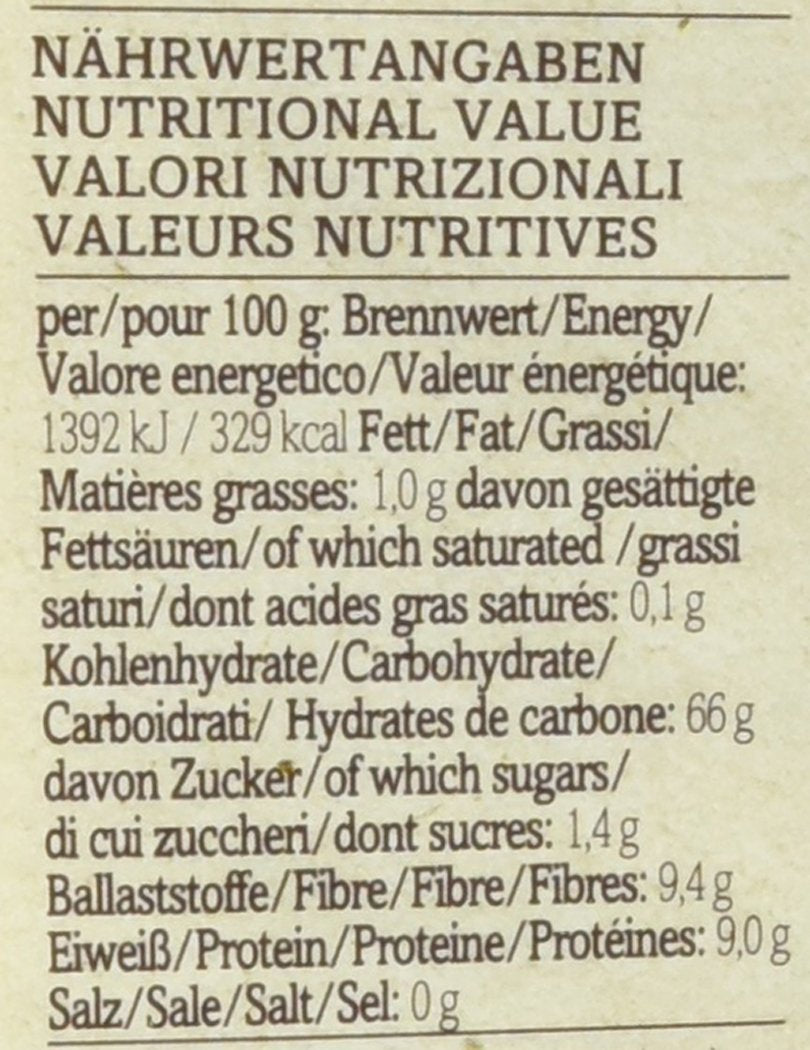 NÄHRWERTANGABEN
NUTRITIONAL VALUE
VALORI NUTRIZIONALI
VALEURS NUTRITIVES
per/pour 100 g: Brennwert/Energy/
Valore energetico/Valeur énergétique:
1392 kJ / 329 kcal Fett/Fat/Grassi/
Matières grasses: 1,0 g davon gesättigte
Fettsäuren/of which saturated /grassi
saturi/dont acides gras saturés: 0,1 g
Kohlenhydrate/Carbohydrate/
Carboidrati/ Hydrates de carbone: 66 g
davon Zucker/of which sugars/
di cui zuccheri/dont sucres: 1,4 g
Ballaststoffe/Fibre/Fibre/Fibres: 9,4 g
Eiweiß/Protein/Proteine/Protéines: 9,0 g
Salz/Sale/Salt/Sel: 0 g